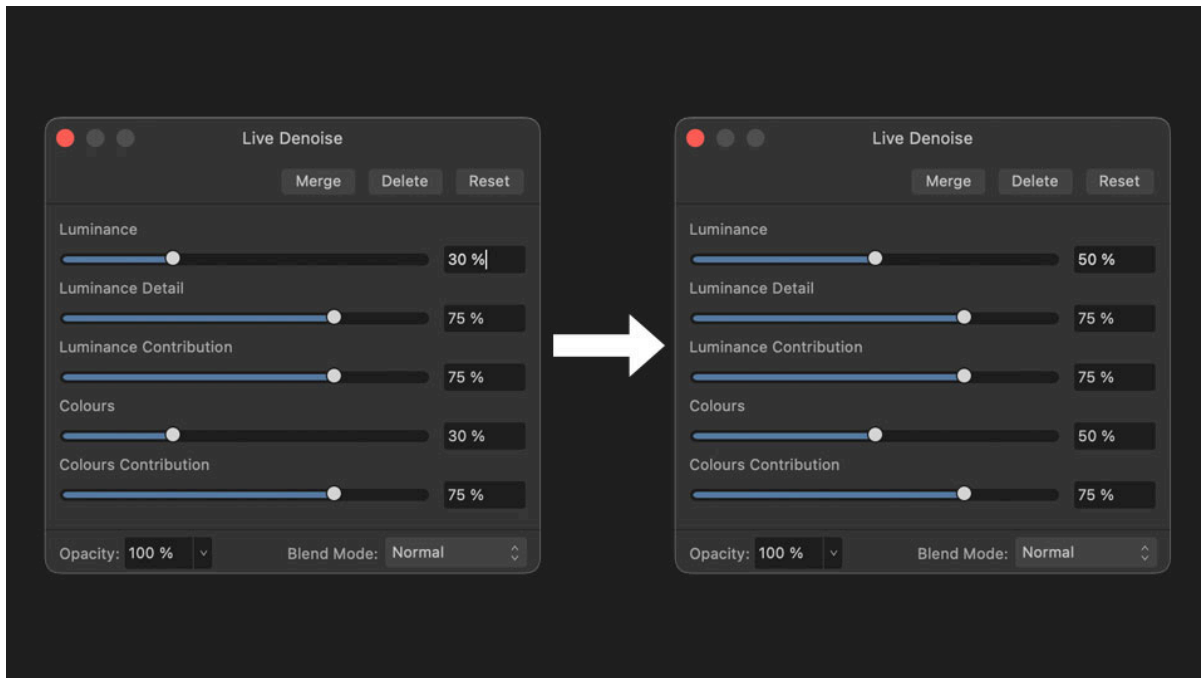 Live Denoise
Merge Delete Reset
Luminance
30 %
Luminance Detail
75 %
Luminance Contribution
75 %
Colours
30 %
Colours Contribution
75 %
Opacity: 100 % Blend Mode: Normal
Live Denoise
Merge Delete Reset
Luminance
50 %
Luminance Detail
75 %
Luminance Contribution
75 %
Colours
50 %
Colours Contribution
75 %
Opacity: 100 % Blend Mode: Normal